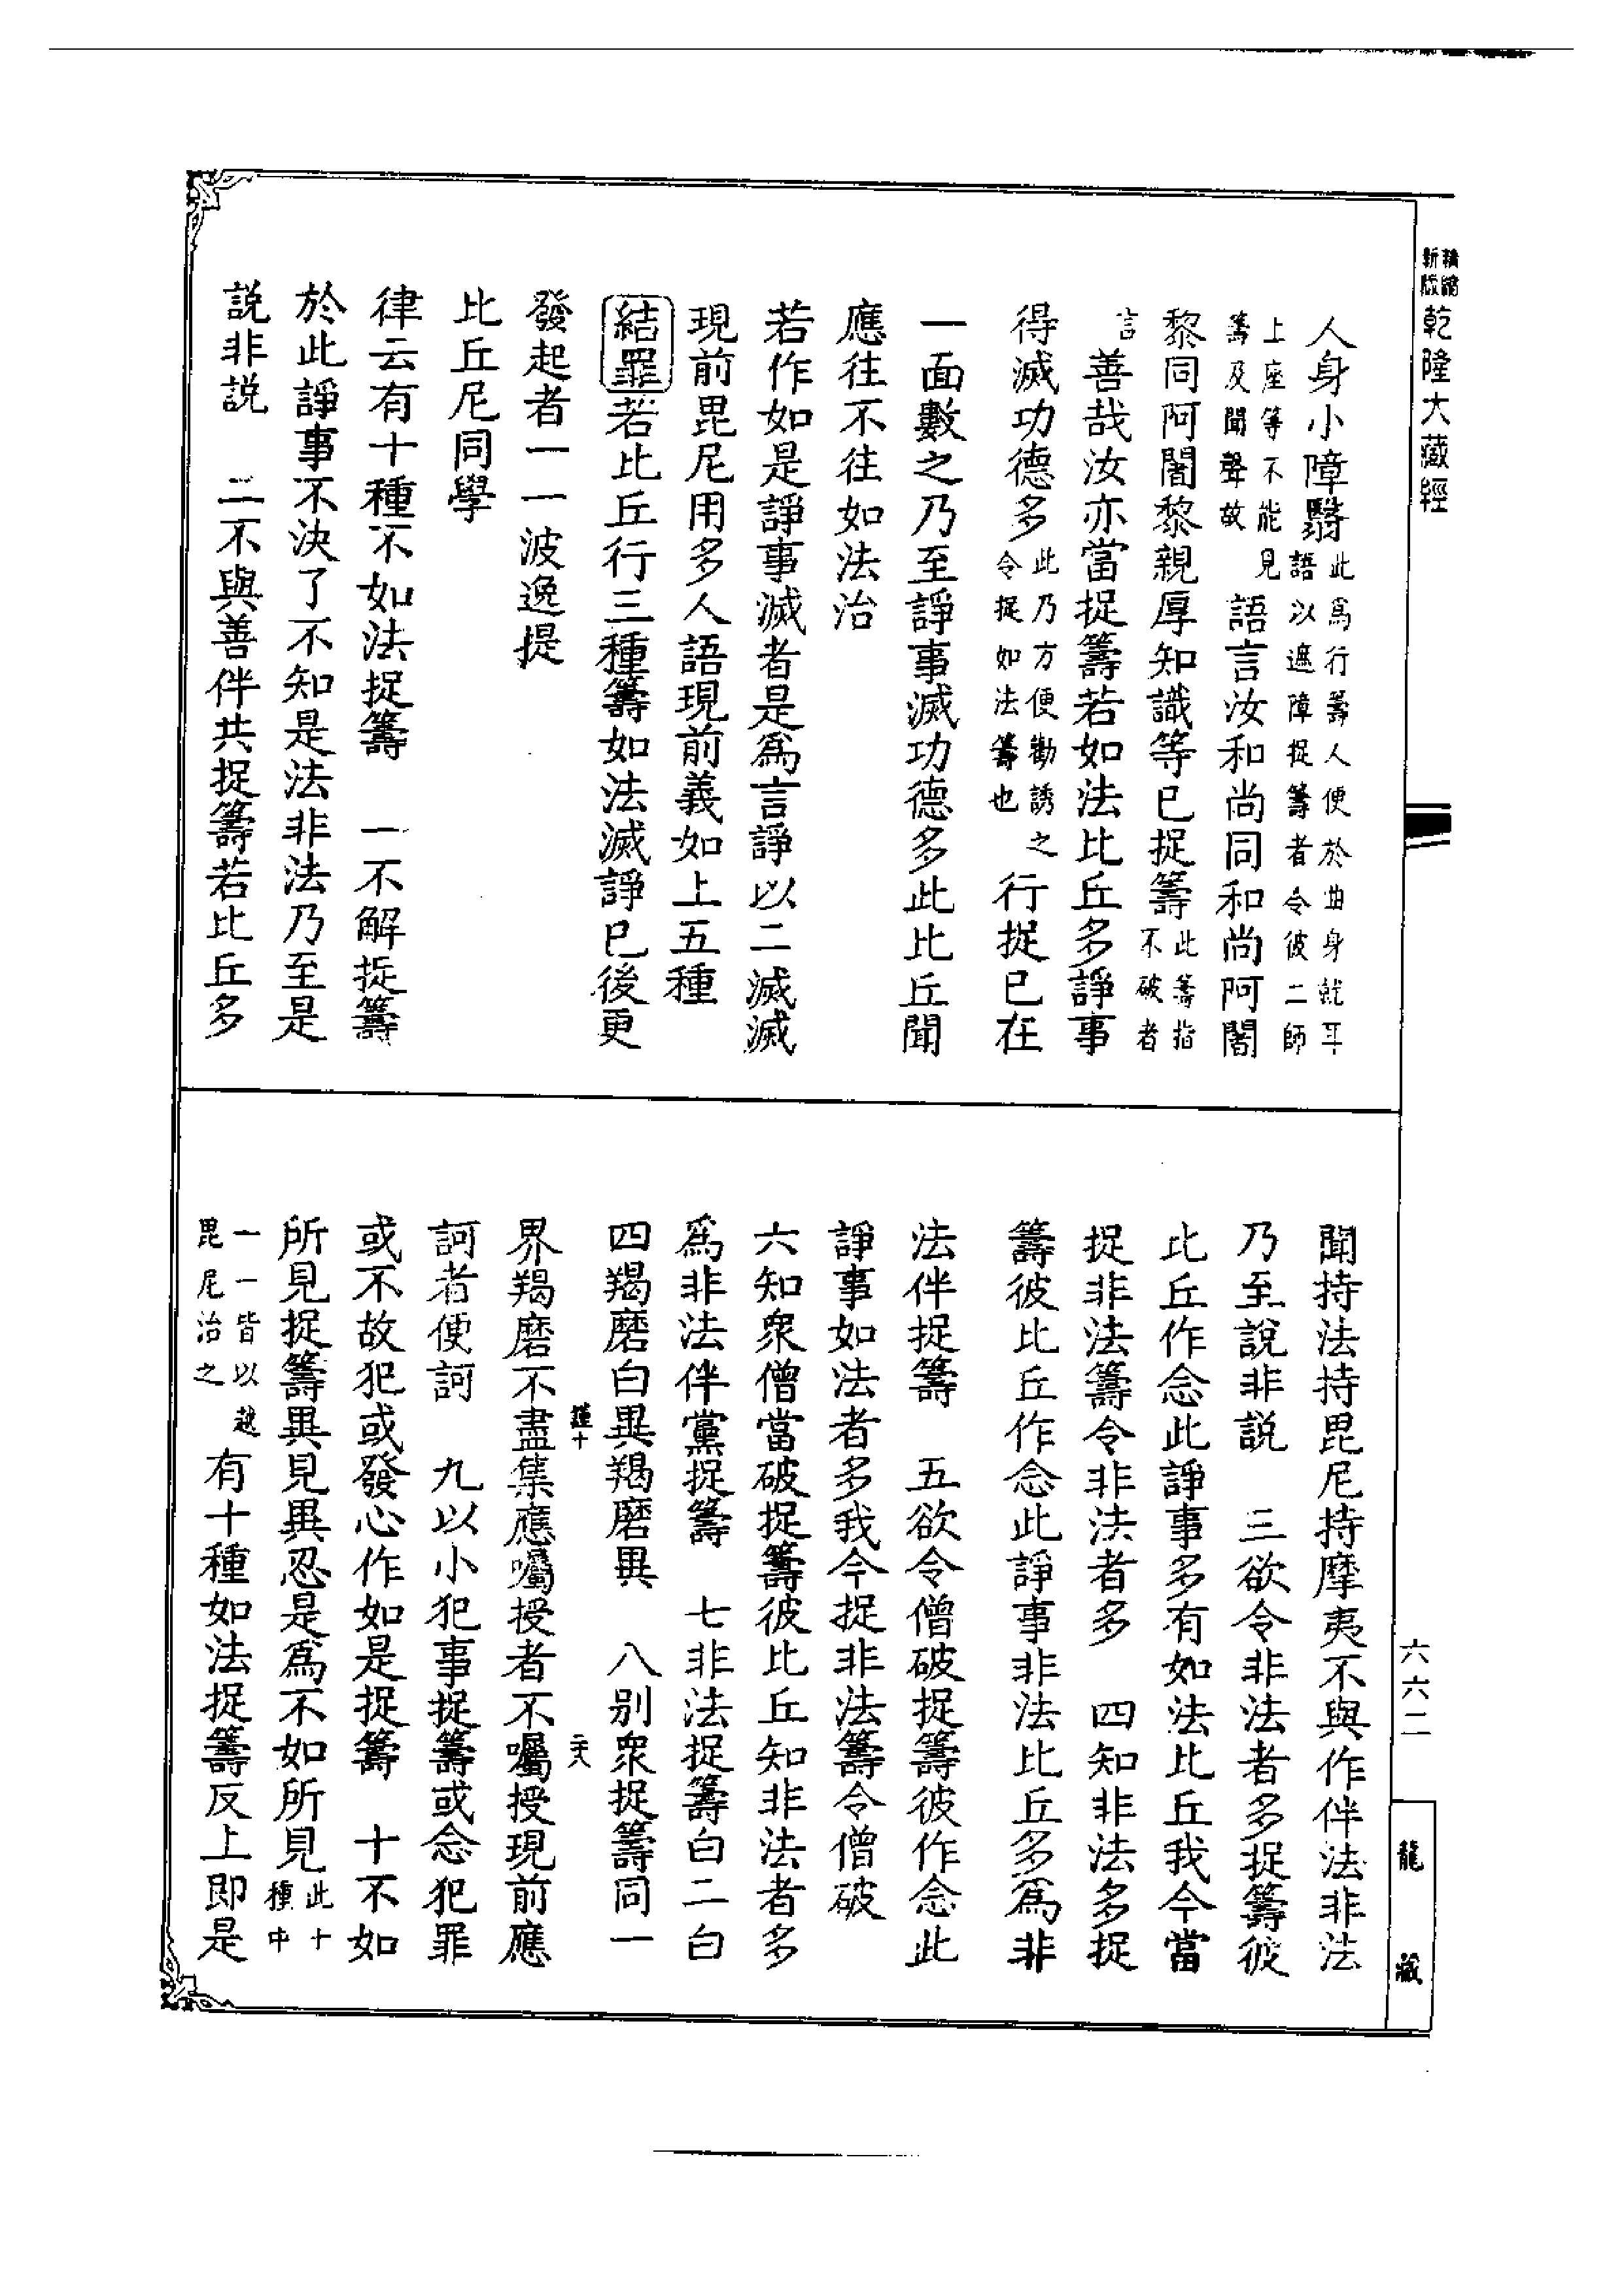 精縮新版乾隆大藏經
人身小障翳此爲行籌人便於曲身就耳語以遮障捉籌者令彼二師
上座等不能見籌及聞聲故語言汝和尚同和尚阿闍
黎同阿闍黎親厚知識等已捉籌此籌指不破者
言善哉汝亦當捉籌若如法比丘多諍事
得滅功德多此乃方便勸誘之令捉如法籌也行捉已在
一面數之乃至諍事滅功德多此比丘聞
應往不往如法治
若作如是諍事滅者是爲言諍以二滅滅
現前毘尼用多人語現前義如上五種
結罪若比丘行三種籌如法滅諍已後更
發起者一一波逸提
比丘尼同學
律云有十種不如法捉籌　一不解捉籌
於此諍事不決了不知是法非法乃至是
説非説　二不與善伴共捉籌若比丘多
聞持法持毘尼持摩夷不與作伴法非法
乃至說非説　三欲令非法者多捉籌彼
比丘作念此諍事多有如法比丘我今當
捉非法籌令非法者多　四知非法多捉
籌彼比丘作念此諍事非法比丘多爲非
法伴捉籌　五欲令僧破捉籌彼作念此
諍事如法者多我今捉非法籌令僧破
六知衆僧當破捉籌彼比丘知非法者多
爲非法伴黨捉籌　七非法捉籌白二白
四羯磨白異羯磨異　八別衆捉籌同一
界羯磨不盡集應囑授者不囑授現前應
訶者便訶　九以小犯事捉籌或念犯罪
或不故犯或發心作如是捉籌　十不如
所見捉籌異見異忍是爲不如所見此十種中
一一皆以越毘尼治之有十種如法捉籌反上即是
六六二
龍藏